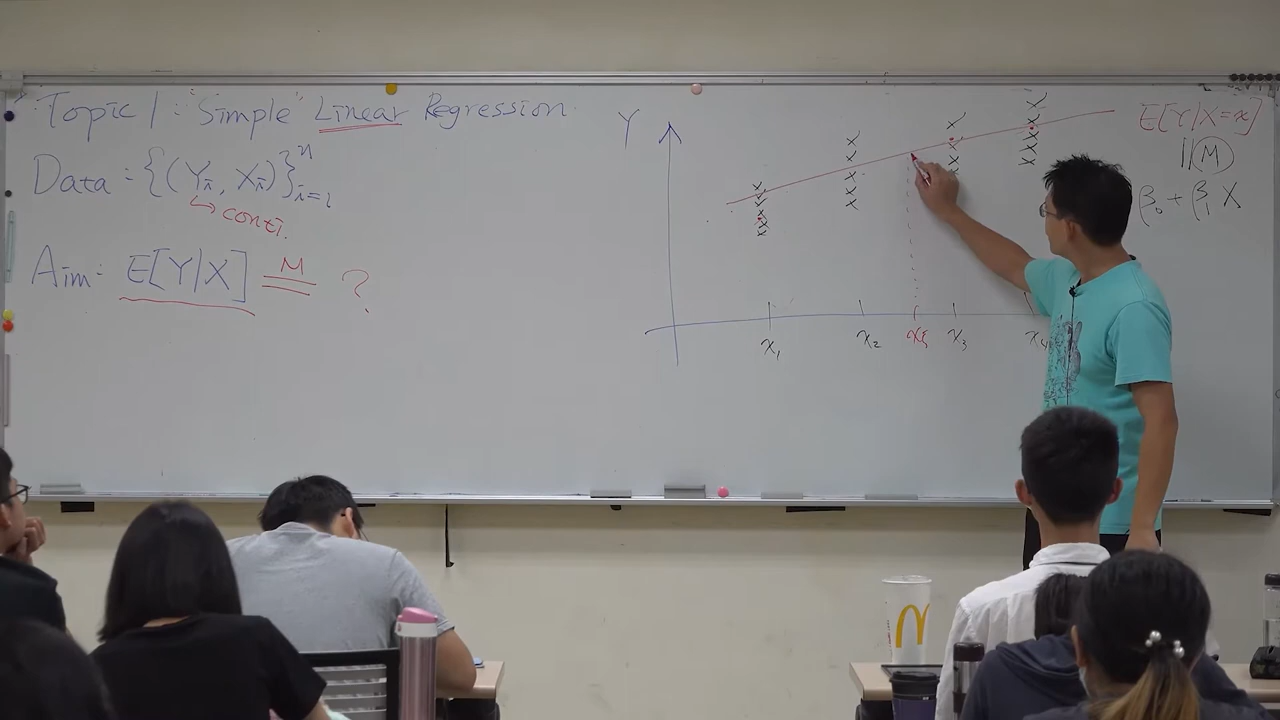 Topic 1 : "Simple" Linear Regression
Data : {(Yᵢ, Xᵢ)}ⁿᵢ₌₁
↳ conti.
Aim: E[Y|X] M= ?
Y
x₁ x₂ x₃ x₄
E[Y|X=x]
|| M
β₀ + β₁ X